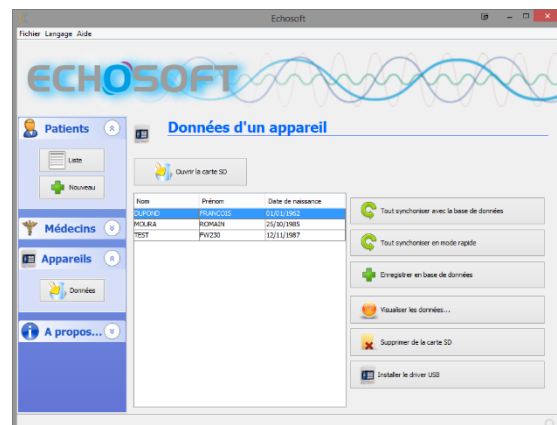 Echosoft
Fichier Langage Aide
ECHOSOFT
Patients
Liste
Nouveau
Médecins
Appareils
Données
A propos...
Données d'un appareil
Ouvrir la carte SD
Nom Prénom Date de naissance
DUPOND FRANCOIS 01/01/1962
MOURA ROMAIN 25/10/1985
TEST FW230 12/11/1987
Tout synchoniser avec la base de données
Tout synchoniser en mode rapide
Enregistrer en base de données
Visualiser les données...
Supprimer de la carte SD
Installer le driver USB